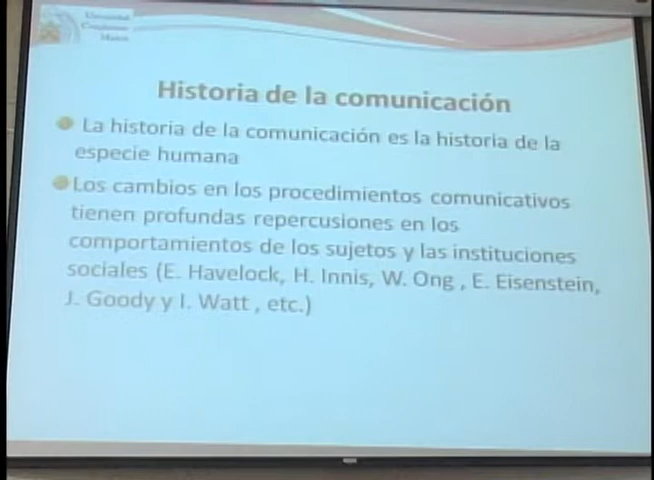 Universidad
Historia de la comunicación
La historia de la comunicación es la historia de la
especie humana
Los cambios en los procedimientos comunicativos
tienen profundas repercusiones en los
comportamientos de los sujetos y las instituciones
sociales (E. Havelock, H. Innis, W. Ong , E. Eisenstein,
J. Goody y I. Watt , etc.)